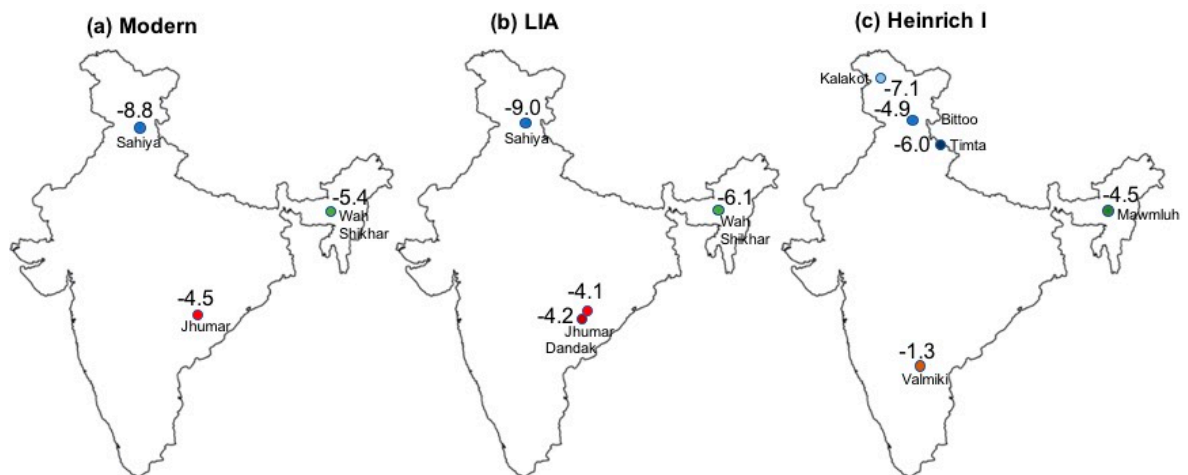 (a) Modern
-8.8
Sahiya
-5.4
Wah
Shikhar
-4.5
Jhumar
(b) LIA
-9.0
Sahiya
-6.1
Wah
Shikhar
-4.1
-4.2
Jhumar
Dandak
(c) Heinrich I
Kalakot
-7.1
-4.9
Bittoo
-6.0
Timta
-4.5
Mawmluh
-1.3
Valmiki